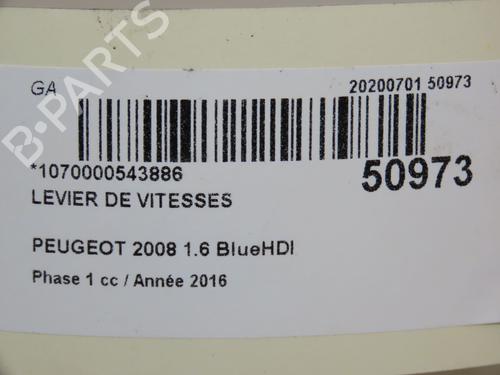 GA 20200701 50973
*1070000543886 50973
LEVIER DE VITESSES
PEUGEOT 2008 1.6 BlueHDI
Phase 1 cc / Année 2016
B-PARTS